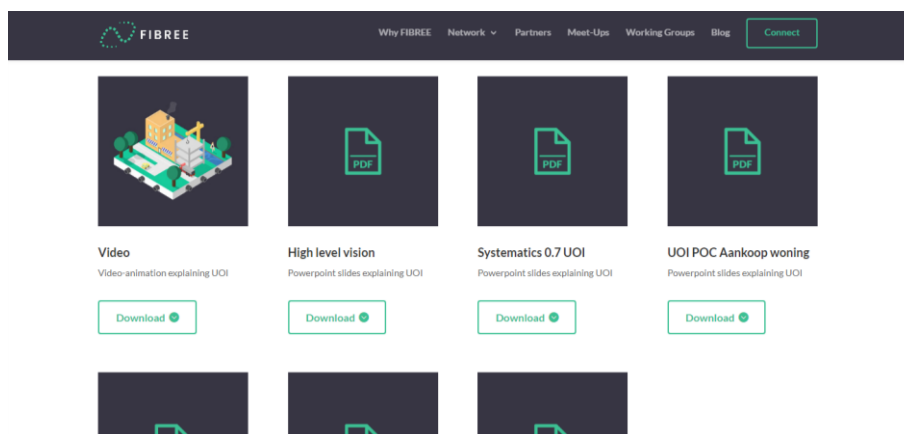 FIBREE
Why FIBREE Network Partners Meet-Ups Working Groups Blog Connect
PDF PDF PDF
Video High level vision Systematics 0.7 UOI UOI POC Aankoop woning
Video-animation explaining UOI Powerpoint slides explaining UOI Powerpoint slides explaining UOI Powerpoint slides explaining UOI
Download Download Download Download